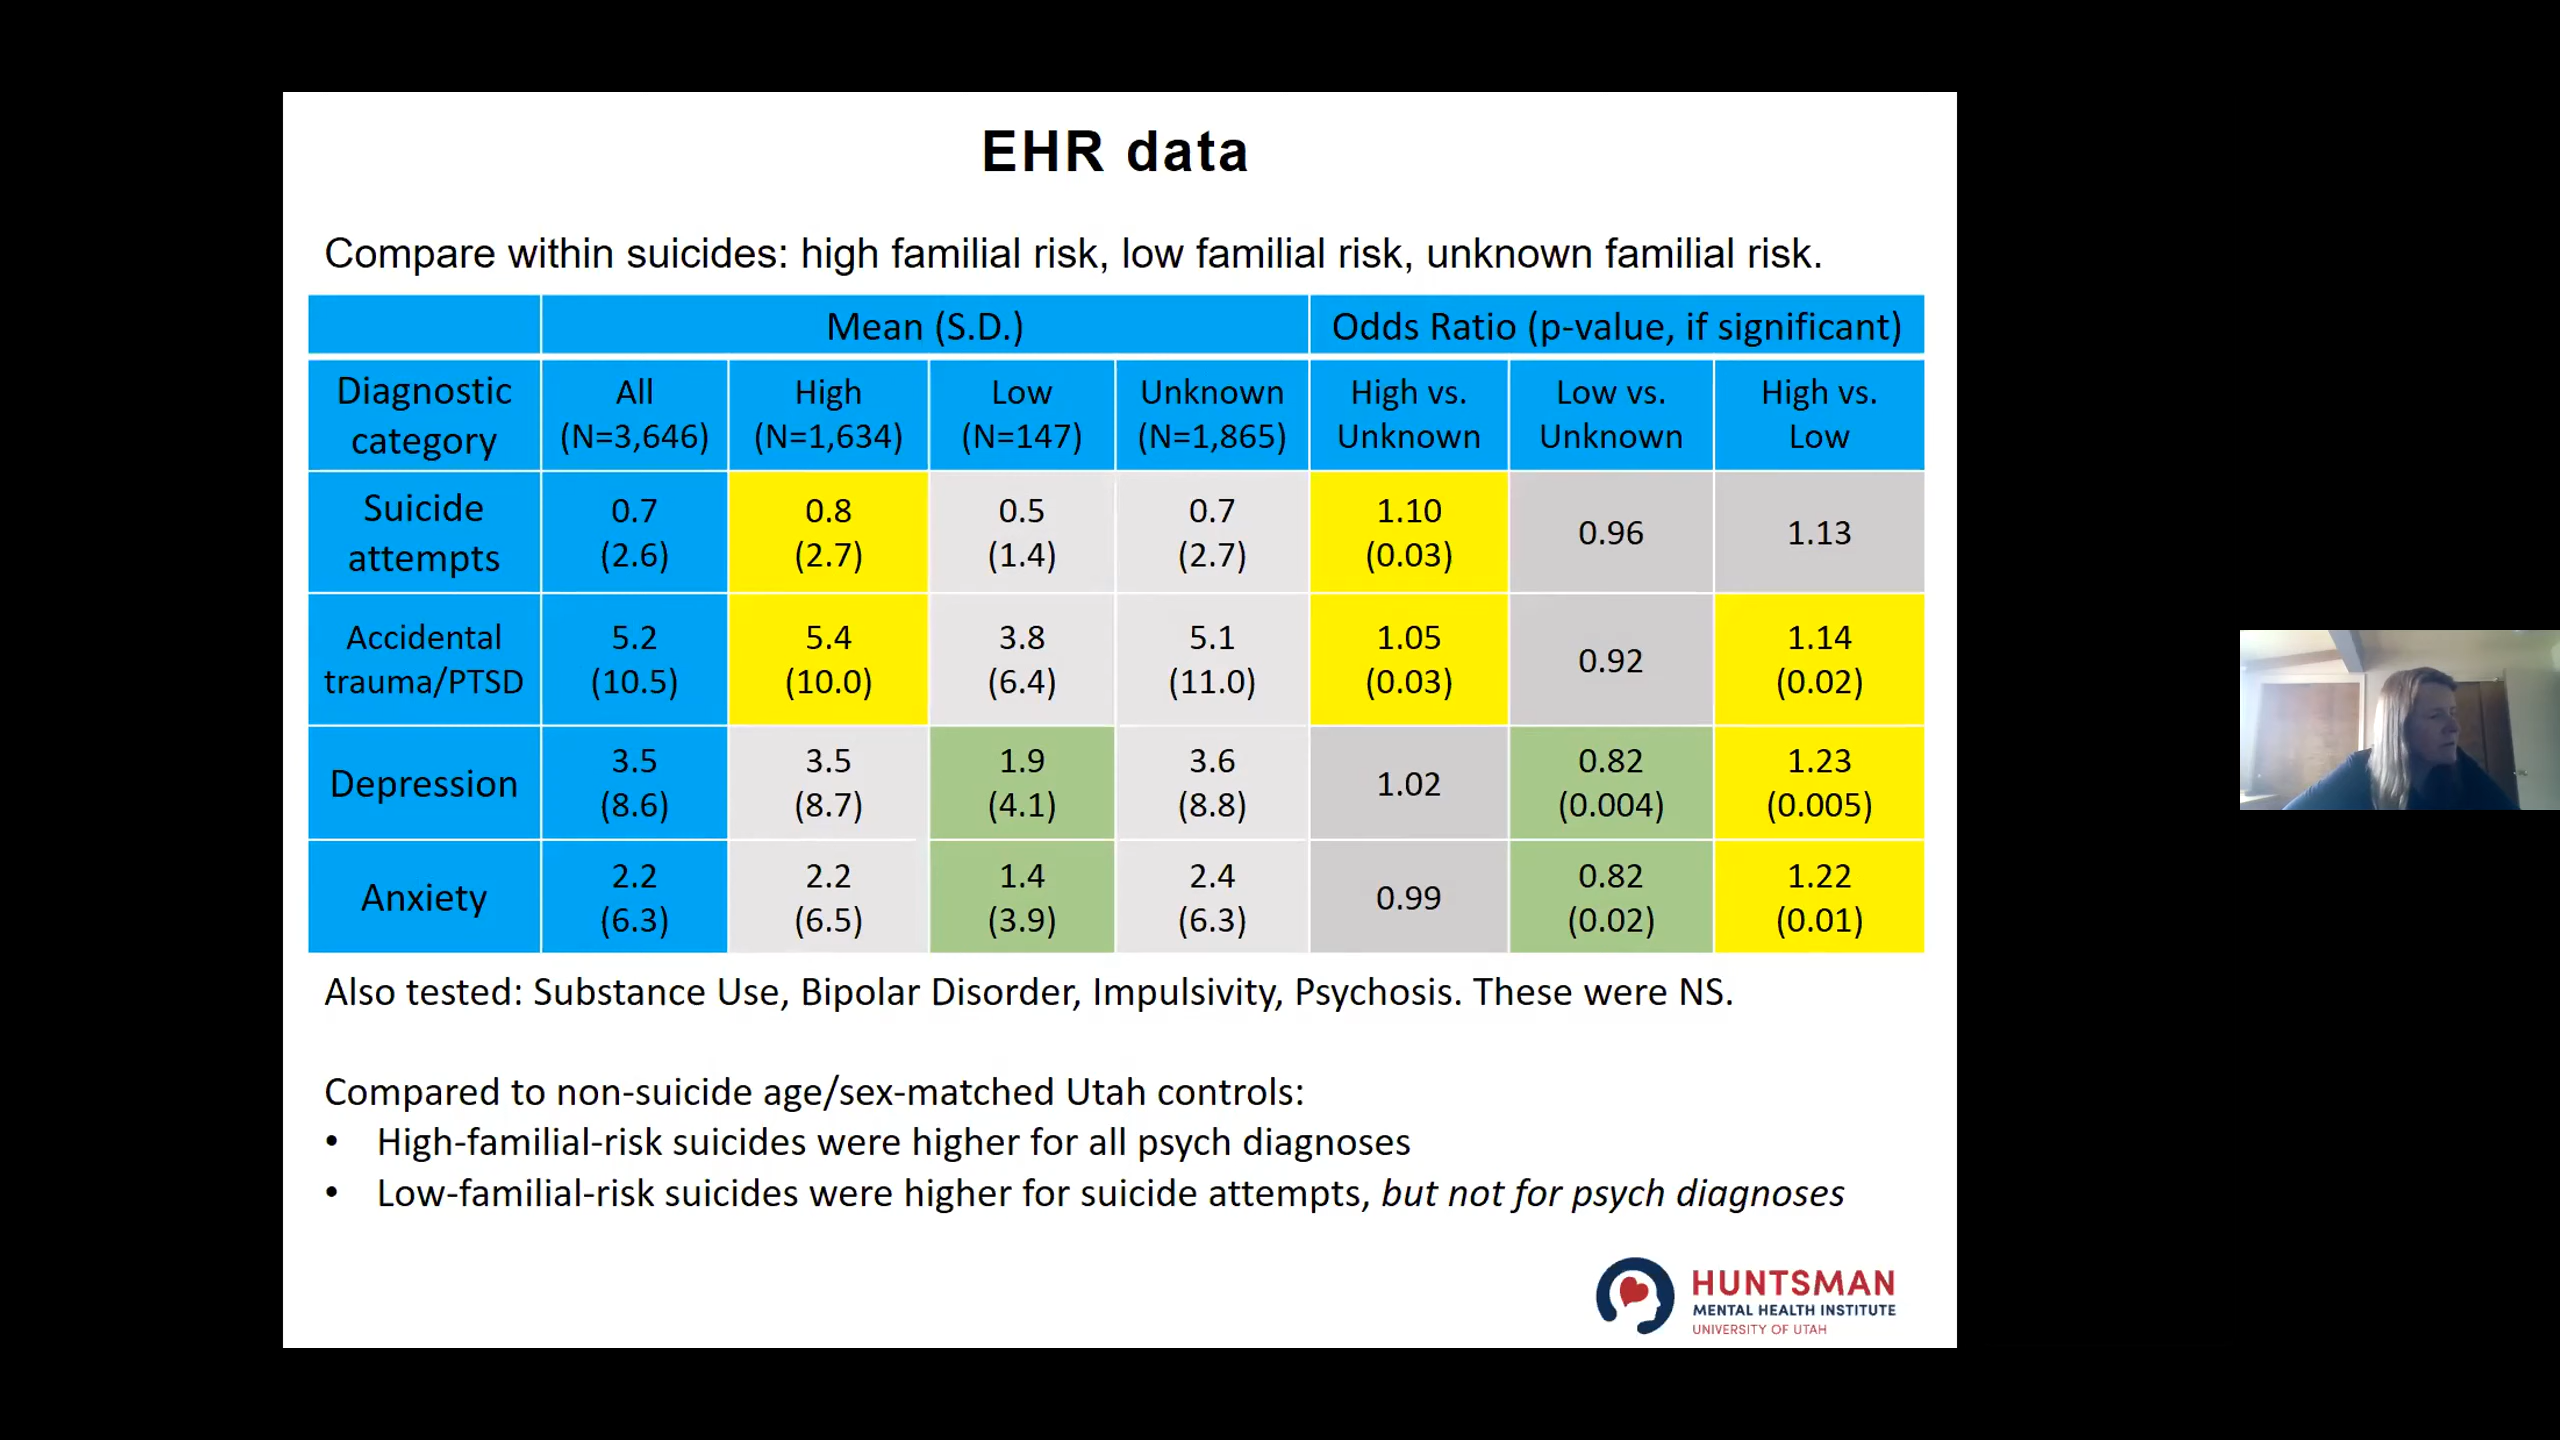 EHR data
Compare within suicides: high familial risk, low familial risk, unknown familial risk.
Mean (S.D.) Odds Ratio (p-value, if significant)
Diagnostic category All (N=3,646) High (N=1,634) Low (N=147) Unknown (N=1,865) High vs. Unknown Low vs. Unknown High vs. Low
Suicide attempts 0.7 (2.6) 0.8 (2.7) 0.5 (1.4) 0.7 (2.7) 1.10 (0.03) 0.96 1.13
Accidental trauma/PTSD 5.2 (10.5) 5.4 (10.0) 3.8 (6.4) 5.1 (11.0) 1.05 (0.03) 0.92 1.14 (0.02)
Depression 3.5 (8.6) 3.5 (8.7) 1.9 (4.1) 3.6 (8.8) 1.02 0.82 (0.004) 1.23 (0.005)
Anxiety 2.2 (6.3) 2.2 (6.5) 1.4 (3.9) 2.4 (6.3) 0.99 0.82 (0.02) 1.22 (0.01)
Also tested: Substance Use, Bipolar Disorder, Impulsivity, Psychosis. These were NS.
Compared to non-suicide age/sex-matched Utah controls:
• High-familial-risk suicides were higher for all psych diagnoses
• Low-familial-risk suicides were higher for suicide attempts, but not for psych diagnoses
HUNTSMAN
MENTAL HEALTH INSTITUTE
UNIVERSITY OF UTAH